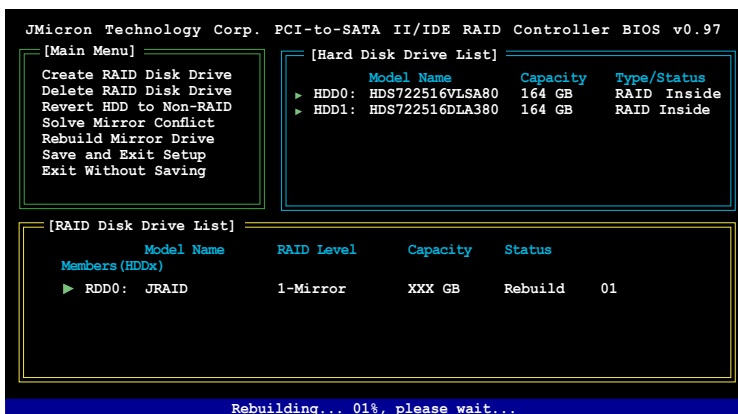 JMicron Technology Corp. PCI-to-SATA II/IDE RAID Controller BIOS v0.97
[Main Menu]
Create RAID Disk Drive
Delete RAID Disk Drive
Revert HDD to Non-RAID
Solve Mirror Conflict
Rebuild Mirror Drive
Save and Exit Setup
Exit Without Saving
[Hard Disk Drive List]
Model Name Capacity Type/Status
HDD0: HDS722516VLSA80 164 GB RAID Inside
HDD1: HDS722516DLA380 164 GB RAID Inside
[RAID Disk Drive List]
Model Name RAID Level Capacity Status
Members(HDDx)
RDD0: JRAID 1-Mirror XXX GB Rebuild 01
Rebuilding... 01%, please wait...